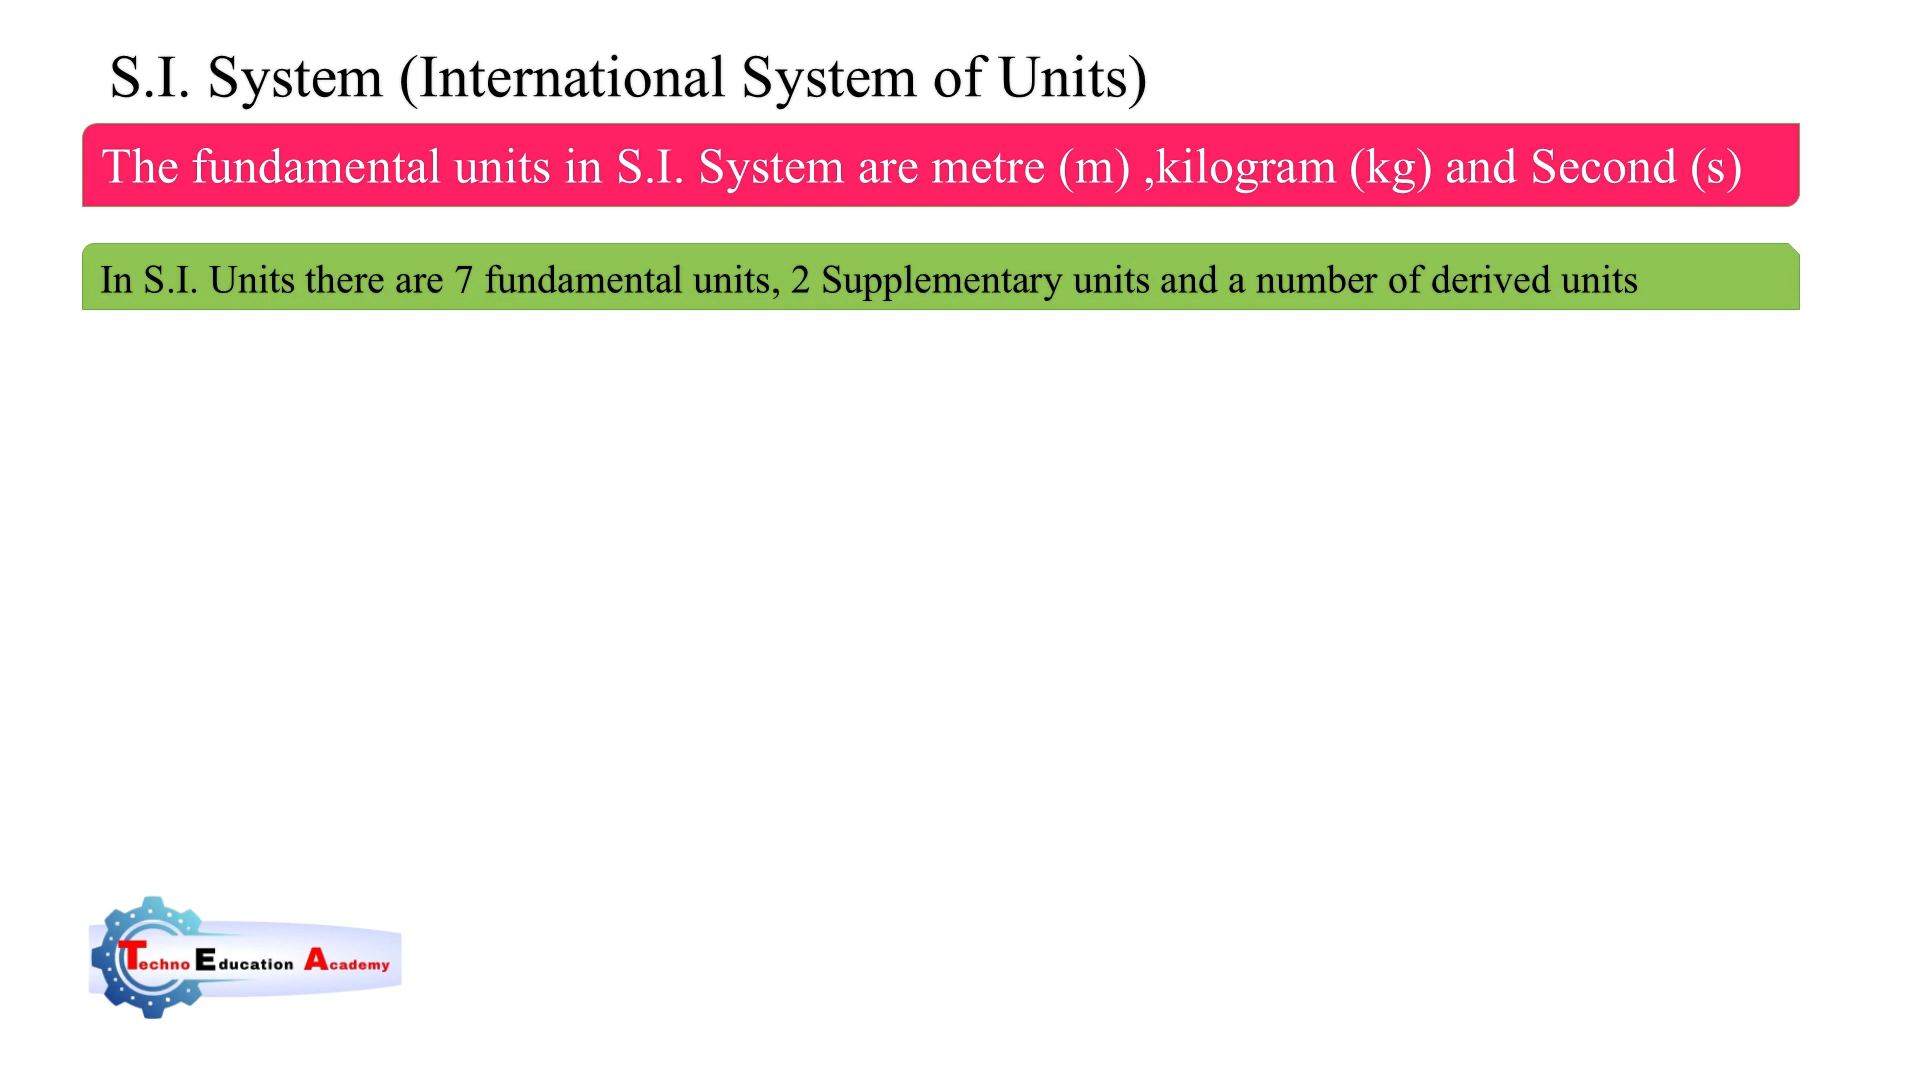 S.I. System (International System of Units)
The fundamental units in S.I. System are metre (m) ,kilogram (kg) and Second (s)
In S.I. Units there are 7 fundamental units, 2 Supplementary units and a number of derived units
Techno Education Academy